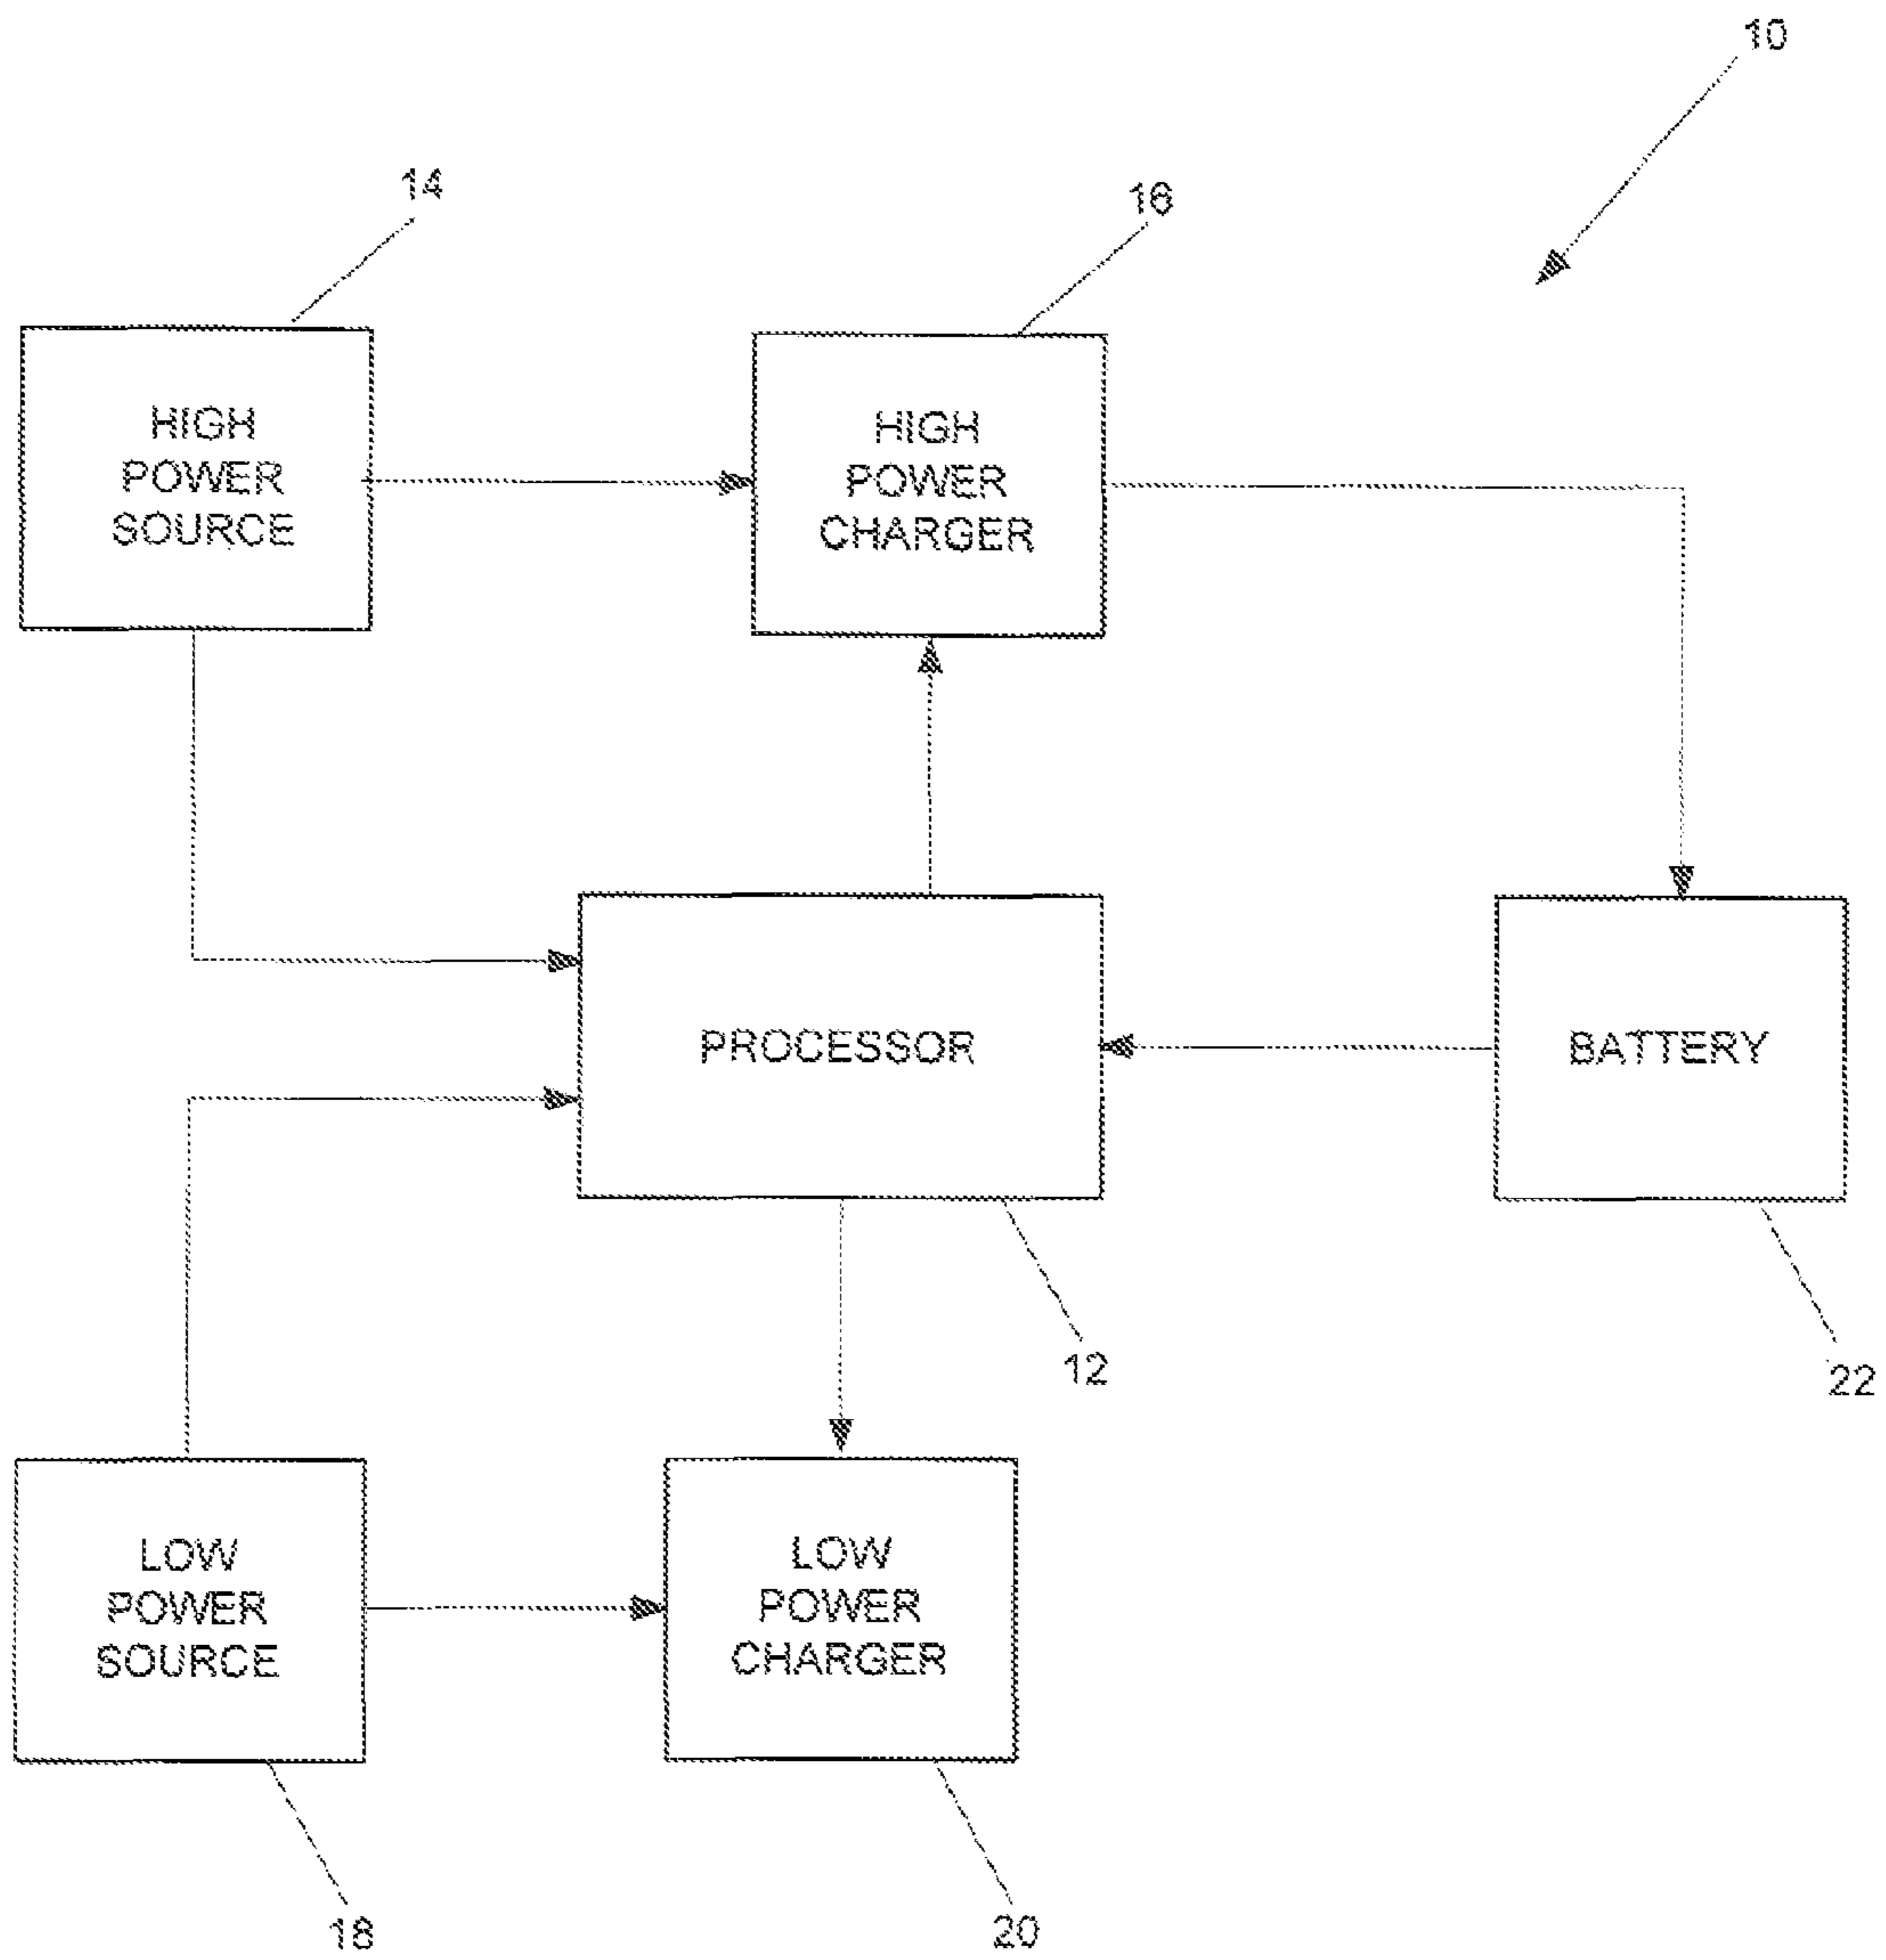 10
14
16
HIGH
POWER
SOURCE
HIGH
POWER
CHARGER
PROCESSOR
BATTERY
12
22
LOW
POWER
SOURCE
LOW
POWER
CHARGER
18
20